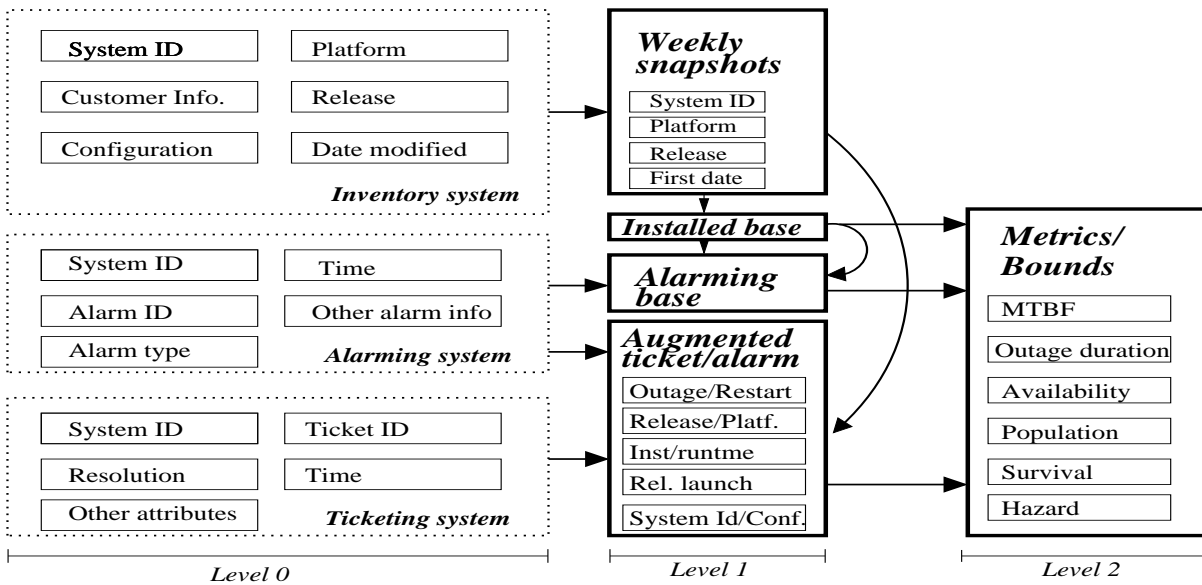 System ID
Platform
Customer Info.
Release
Configuration
Date modified
Inventory system
System ID
Time
Alarm ID
Other alarm info
Alarm type
Alarming system
System ID
Ticket ID
Resolution
Time
Other attributes
Ticketing system
Level 0
Weekly
snapshots
System ID
Platform
Release
First date
Installed base
Alarming
base
Augmented
ticket/alarm
Outage/Restart
Release/Platf.
Inst/runtme
Rel. launch
System Id/Conf.
Level 1
Metrics/
Bounds
MTBF
Outage duration
Availability
Population
Survival
Hazard
Level 2